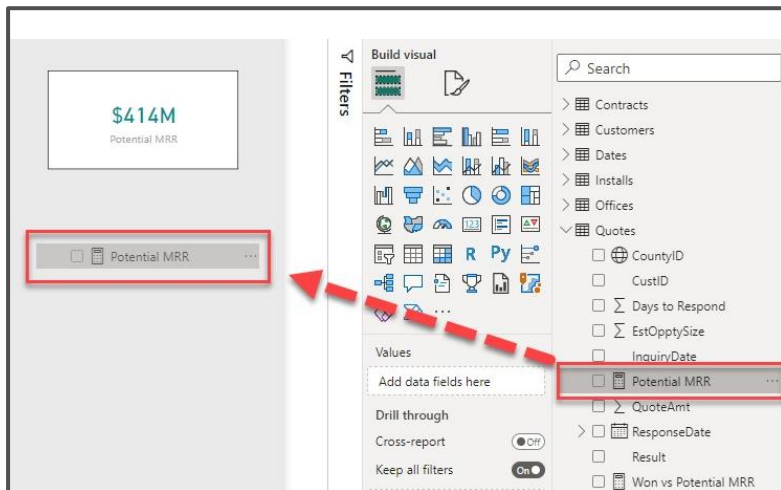 $414M
Potential MRR
Potential MRR ...
Filters
Build visual
123
R Py
...
Values
Add data fields here
Drill through
Cross-report
Off
Keep all filters
On
Search
Contracts
Customers
Dates
Installs
Offices
Quotes
CountyID
CustID
Days to Respond
EstOpptySize
InquiryDate
Potential MRR ...
QuoteAmt
ResponseDate
Result
Won vs Potential MRR